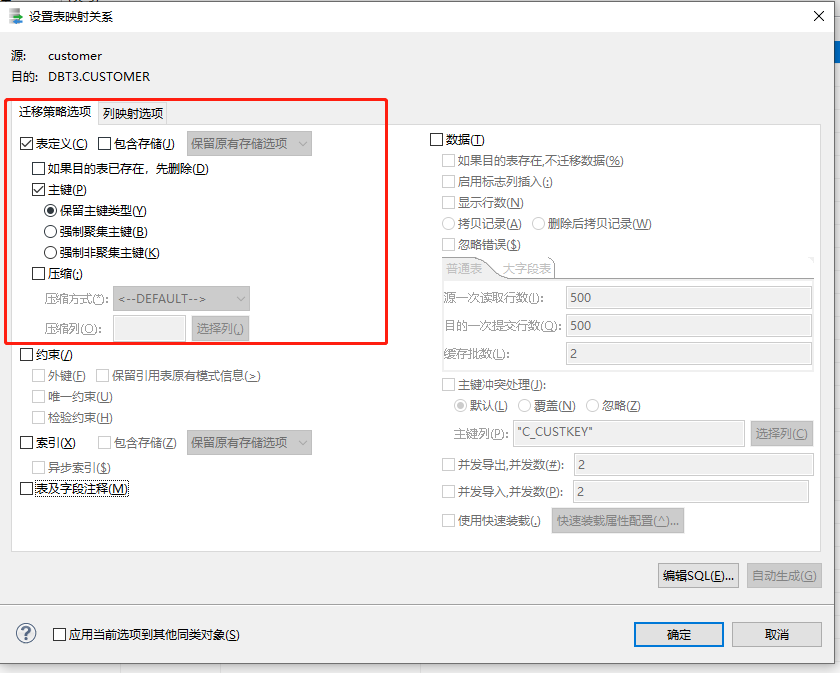 设置表映射关系
源: customer
目的: DBT3.CUSTOMER
迁移策略选项 列映射选项
表定义(C) 包含存储(J) 保留原有存储选项
如果目的表已存在，先删除(D)
主键(P)
保留主键类型(Y)
强制聚集主键(B)
强制非聚集主键(K)
压缩(;)
压缩方式(";): <--DEFAULT-->
压缩列(O): 选择列(,)
约束(/)
外键(F) 保留引用表原有模式信息(>)
唯一约束(U)
检验约束(H)
索引(X) 包含存储(Z) 保留原有存储选项
异步索引($)
表及字段注释(M)
数据(T)
如果目的表存在,不迁移数据(%)
启用标志列插入(:)
显示行数(N)
拷贝记录(A) 删除后拷贝记录(W)
忽略错误($)
普通表 大字段表
源一次读取行数(I): 500
目的一次提交行数(Q): 500
缓存批数(L): 2
主键冲突处理(J):
默认(L) 覆盖(N) 忽略(Z)
主键列(P): "C_CUSTKEY" 选择列(C)
并发导出,并发数(#): 2
并发导入,并发数(P): 2
使用快速装载(.) 快速装载属性配置(^)...
编辑SQL(E)... 自动生成(G)
? 应用当前选项到其他同类对象(S) 确定 取消